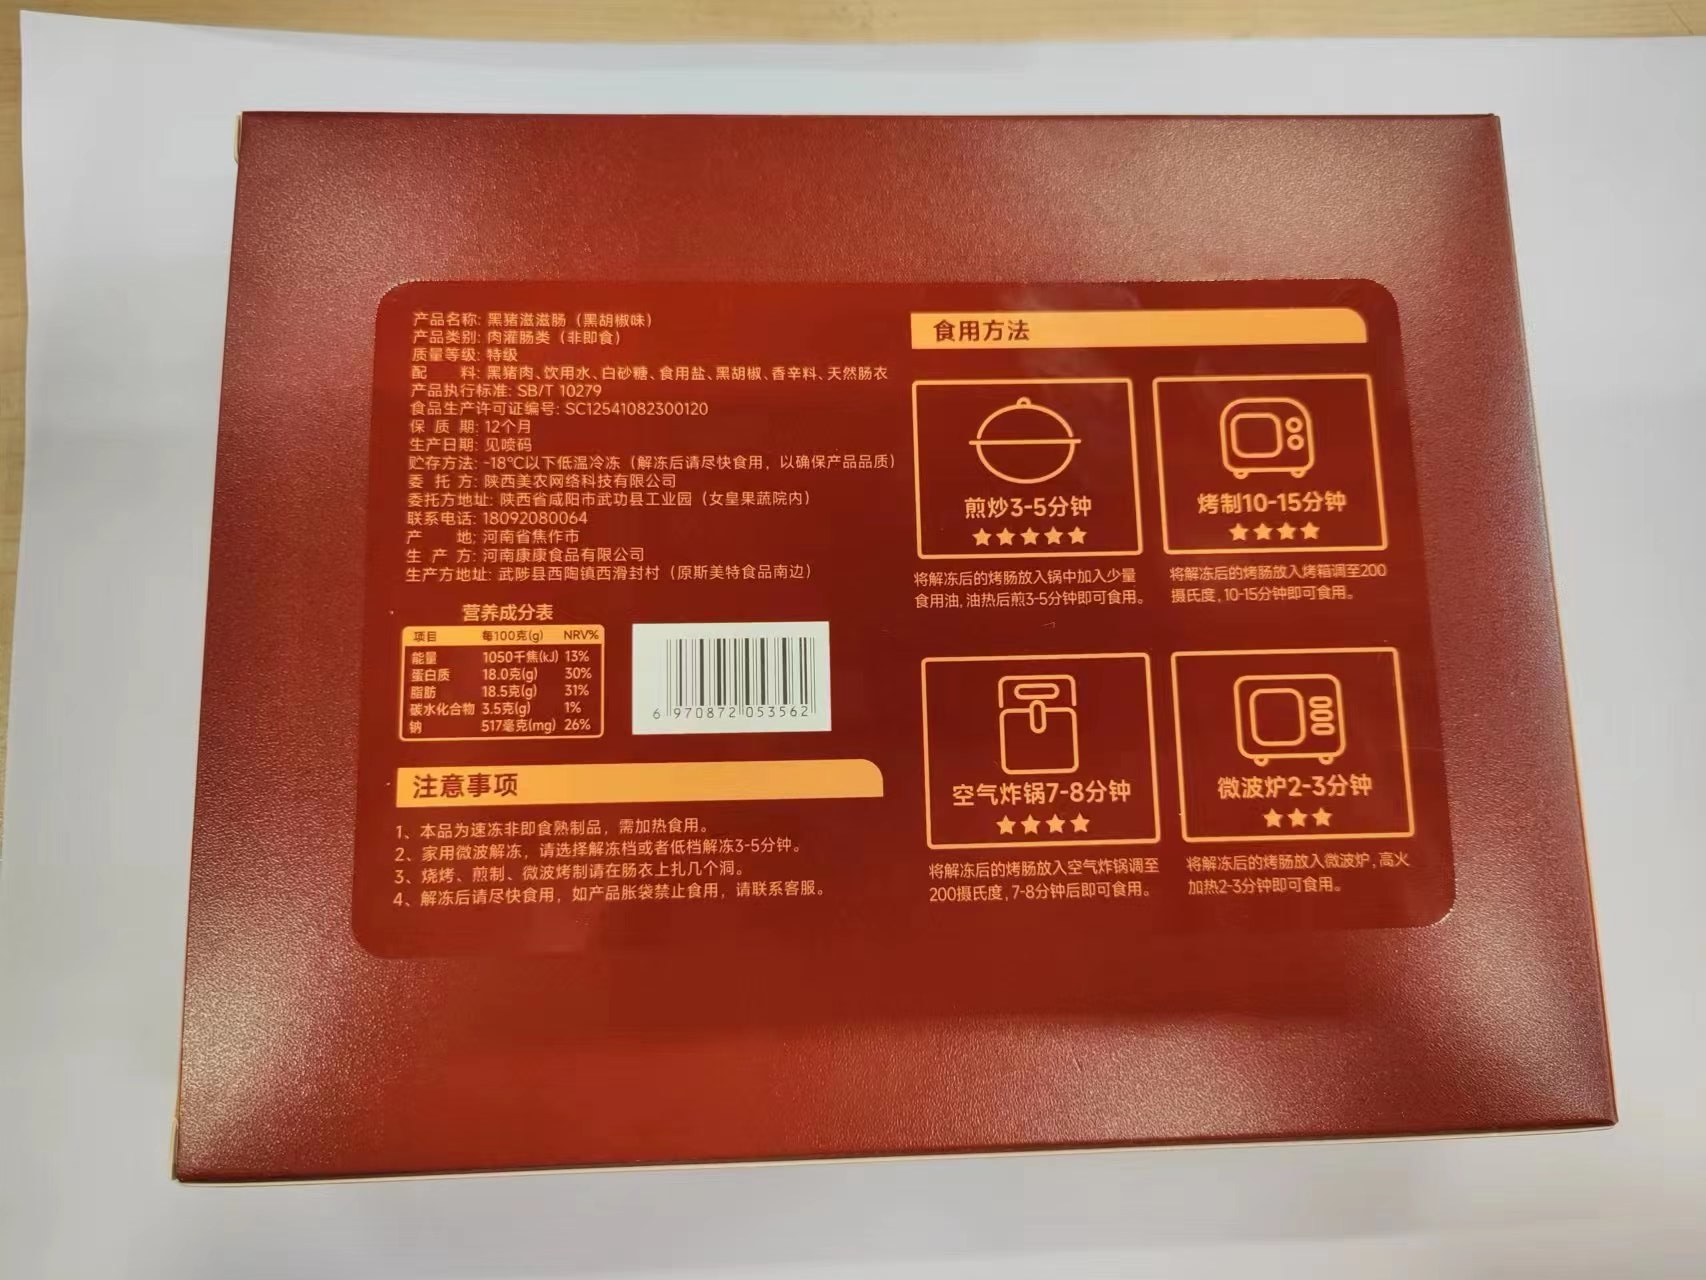 产品名称: 黑猪滋滋肠（黑胡椒味）
产品类别: 肉灌肠类（非即食）
质量等级: 特级
配 料: 黑猪肉、饮用水、白砂糖、食用盐、黑胡椒、香辛料、天然肠衣
产品执行标准: SB/T 10279
食品生产许可证编号: SC12541082300120
保 质 期: 12个月
生产日期: 见喷码
贮存方法: -18℃以下低温冷冻（解冻后请尽快食用，以确保产品品质）
委 托 方: 陕西美农网络科技有限公司
委托方地址: 陕西省咸阳市武功县工业园（女皇果蔬院内）
联系电话: 18092080064
产 地: 河南省焦作市
生 产 方: 河南康康食品有限公司
生产方地址: 武陟县西陶镇西滑封村（原斯美特食品南边）
营养成分表
项目 每100克(g) NRV%
能量 1050千焦(kJ) 13%
蛋白质 18.0克(g) 30%
脂肪 18.5克(g) 31%
碳水化合物 3.5克(g) 1%
钠 517毫克(mg) 26%
6 970872 053562
注意事项
1、本品为速冻非即食熟制品，需加热食用。
2、家用微波解冻，请选择解冻档或者低档解冻3-5分钟。
3、烧烤、煎制、微波烤制请在肠衣上扎几个洞。
4、解冻后请尽快食用，如产品胀袋禁止食用，请联系客服。
食用方法
煎炒3-5分钟
★★★★★
将解冻后的烤肠放入锅中加入少量
食用油,油热后煎3-5分钟即可食用。
烤制10-15分钟
★★★★
将解冻后的烤肠放入烤箱调至200
摄氏度,10-15分钟即可食用。
空气炸锅7-8分钟
★★★★
将解冻后的烤肠放入空气炸锅调至
200摄氏度,7-8分钟后即可食用。
微波炉2-3分钟
★★★
将解冻后的烤肠放入微波炉,高火
加热2-3分钟即可食用。